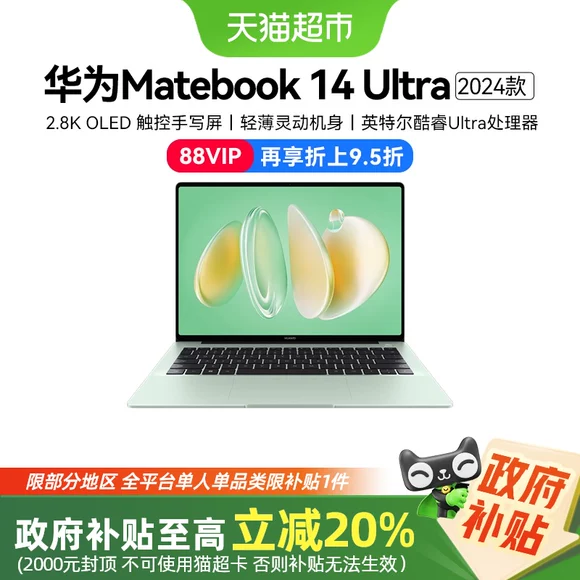 天猫超市
华为Matebook 14 Ultra 2024款
2.8K OLED 触控手写屏丨轻薄灵动机身丨英特尔酷睿Ultra处理器
88VIP 再享折上9.5折
限部分地区 全平台单人单品类限补贴1件
政府补贴至高 立减20%
(2000元封顶 不可使用猫超卡 否则补贴无法生效)
政府
补贴